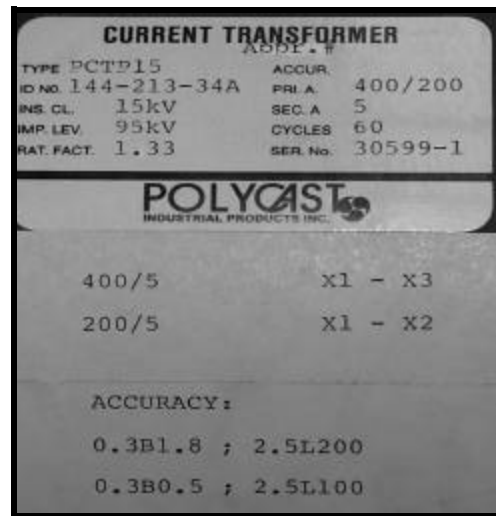 CURRENT TRANSFORMER
Appr.#
TYPE PCTP15 ACCUR.
ID NO. 144-213-34A PRI. A. 400/200
INS. CL. 15kV SEC. A 5
IMP. LEV. 95kV CYCLES 60
RAT. FACT. 1.33 SER. No. 30599-1
POLYCAST
INDUSTRIAL PRODUCTS INC.
400/5 X1 - X3
200/5 X1 - X2
ACCURACY:
0.3B1.8 ; 2.5L200
0.3B0.5 ; 2.5L100